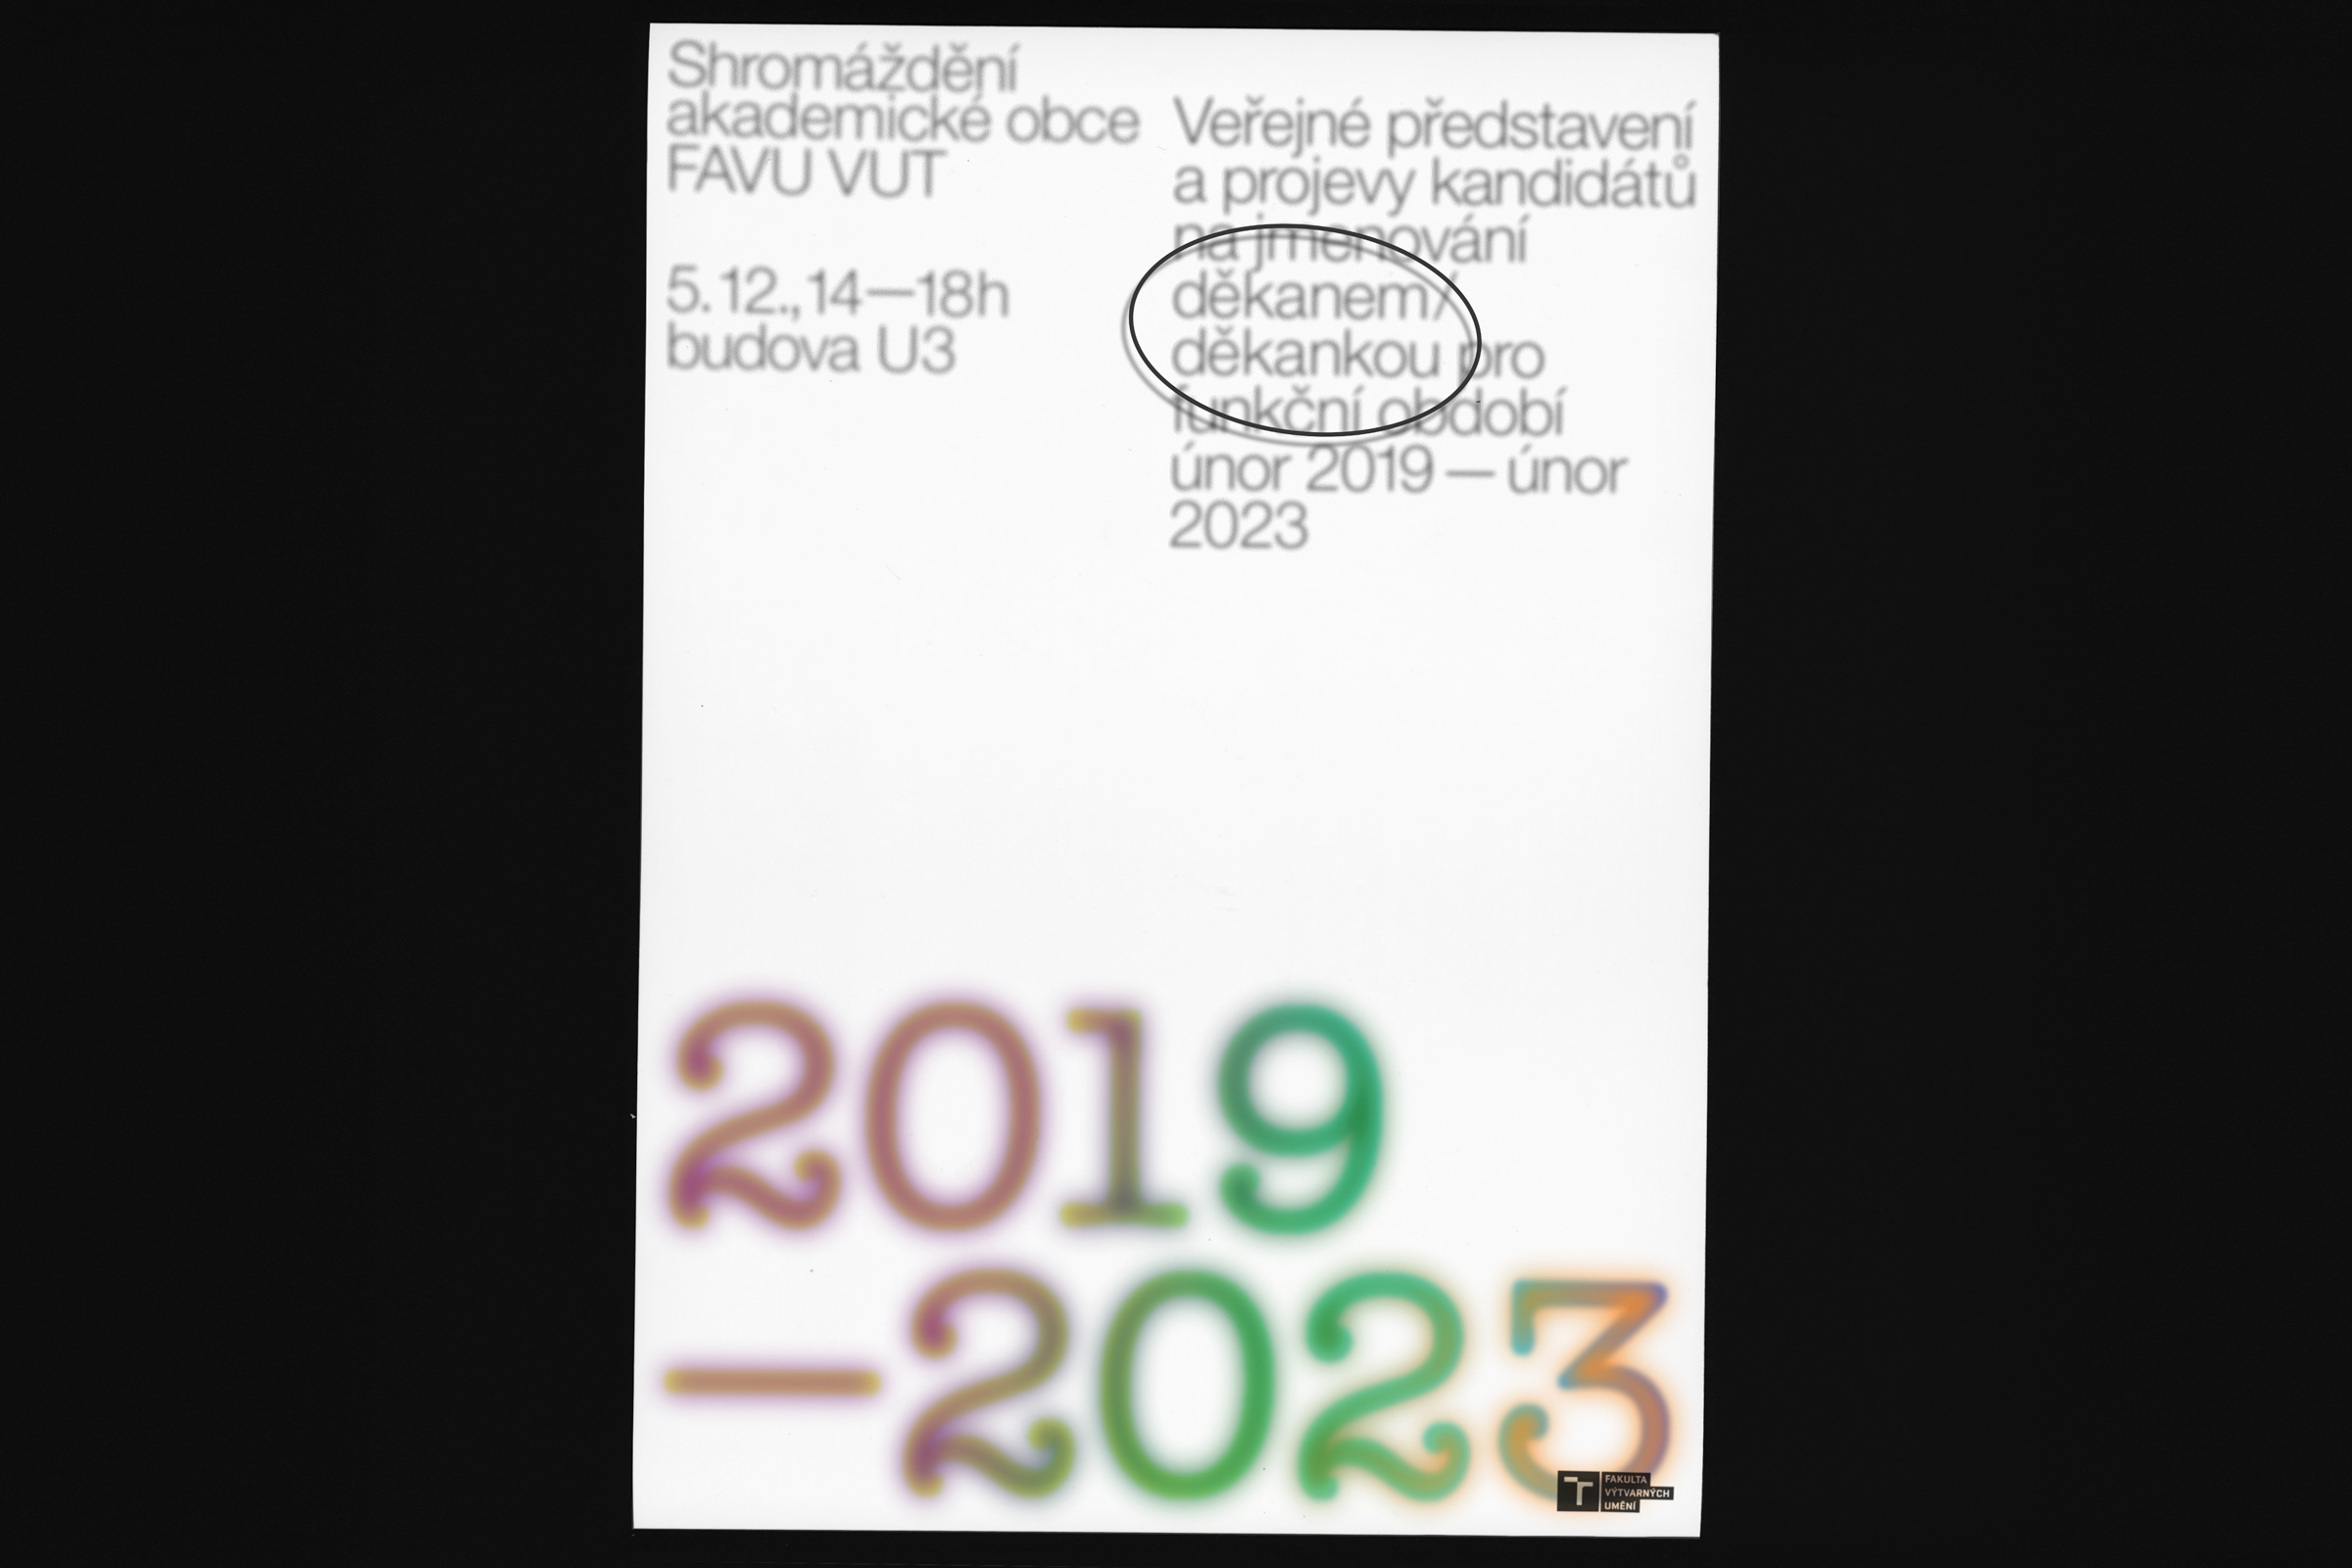 Shromáždění
akademické obce
FAVU VUT
5. 12., 14—18h
budova U3
Veřejné představení
a projevy kandidátů
na jmenování
děkanem/
děkankou pro
funkční období
únor 2019 — únor
2023
2019
—2023
FAKULTA
VÝTVARNÝCH
UMĚNÍ